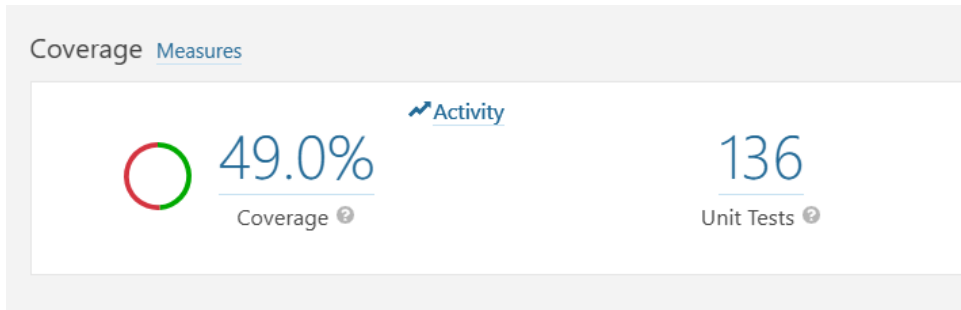 Coverage Measures
Activity
49.0%
136
Coverage ?
Unit Tests ?